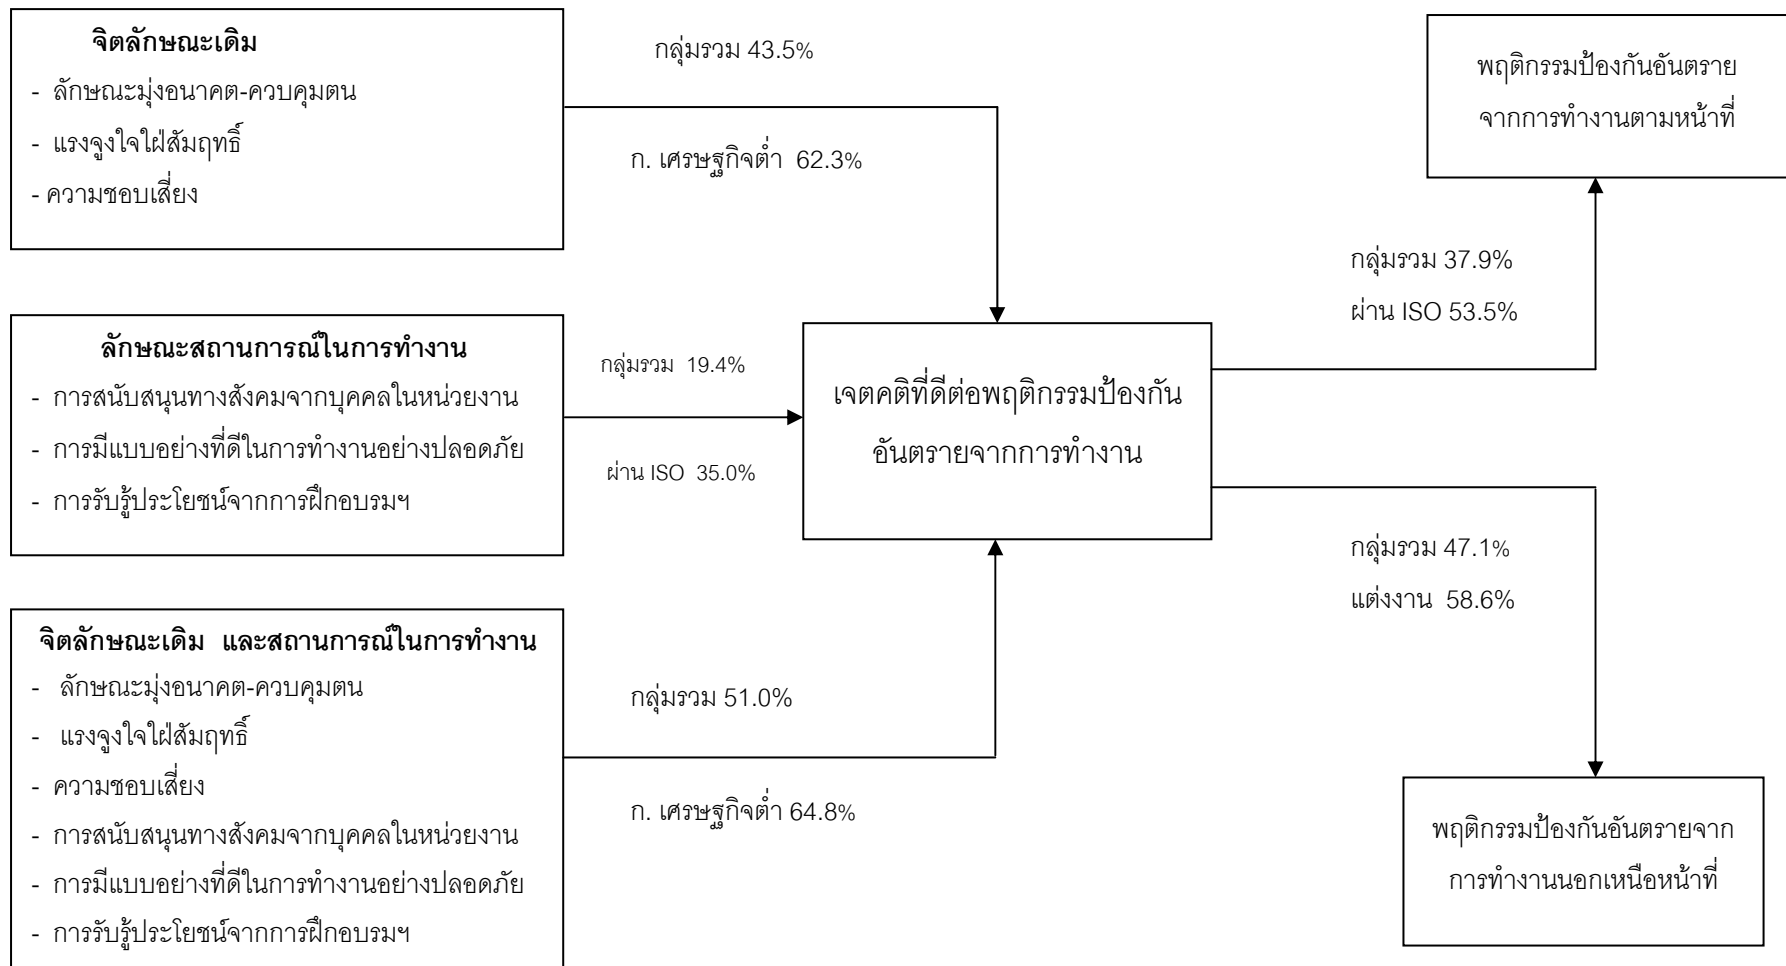 จิตลักษณะเดิม
- ลักษณะมุ่งอนาคต-ควบคุมตน
- แรงจูงใจใฝ่สัมฤทธิ์
- ความชอบเสี่ยง
กลุ่มรวม 43.5%
ก. เศรษฐกิจต่ำ 62.3%
ลักษณะสถานการณ์ในการทำงาน
- การสนับสนุนทางสังคมจากบุคคลในหน่วยงาน
- การมีแบบอย่างที่ดีในการทำงานอย่างปลอดภัย
- การรับรู้ประโยชน์จากการฝึกอบรมฯ
กลุ่มรวม 19.4%
ผ่าน ISO 35.0%
จิตลักษณะเดิม และสถานการณ์ในการทำงาน
- ลักษณะมุ่งอนาคต-ควบคุมตน
- แรงจูงใจใฝ่สัมฤทธิ์
- ความชอบเสี่ยง
- การสนับสนุนทางสังคมจากบุคคลในหน่วยงาน
- การมีแบบอย่างที่ดีในการทำงานอย่างปลอดภัย
- การรับรู้ประโยชน์จากการฝึกอบรมฯ
กลุ่มรวม 51.0%
ก. เศรษฐกิจต่ำ 64.8%
เจตคติที่ดีต่อพฤติกรรมป้องกัน
อันตรายจากการทำงาน
พฤติกรรมป้องกันอันตราย
จากการทำงานตามหน้าที่
กลุ่มรวม 37.9%
ผ่าน ISO 53.5%
กลุ่มรวม 47.1%
แต่งงาน 58.6%
พฤติกรรมป้องกันอันตรายจาก
การทำงานนอกเหนือหน้าที่